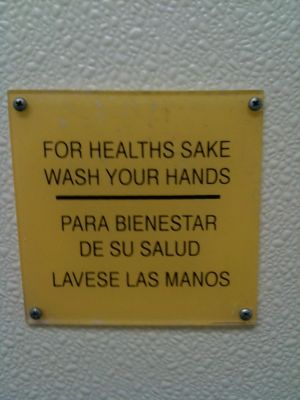 FOR HEALTHS SAKE
WASH YOUR HANDS
PARA BIENESTAR
DE SU SALUD
LAVESE LAS MANOS